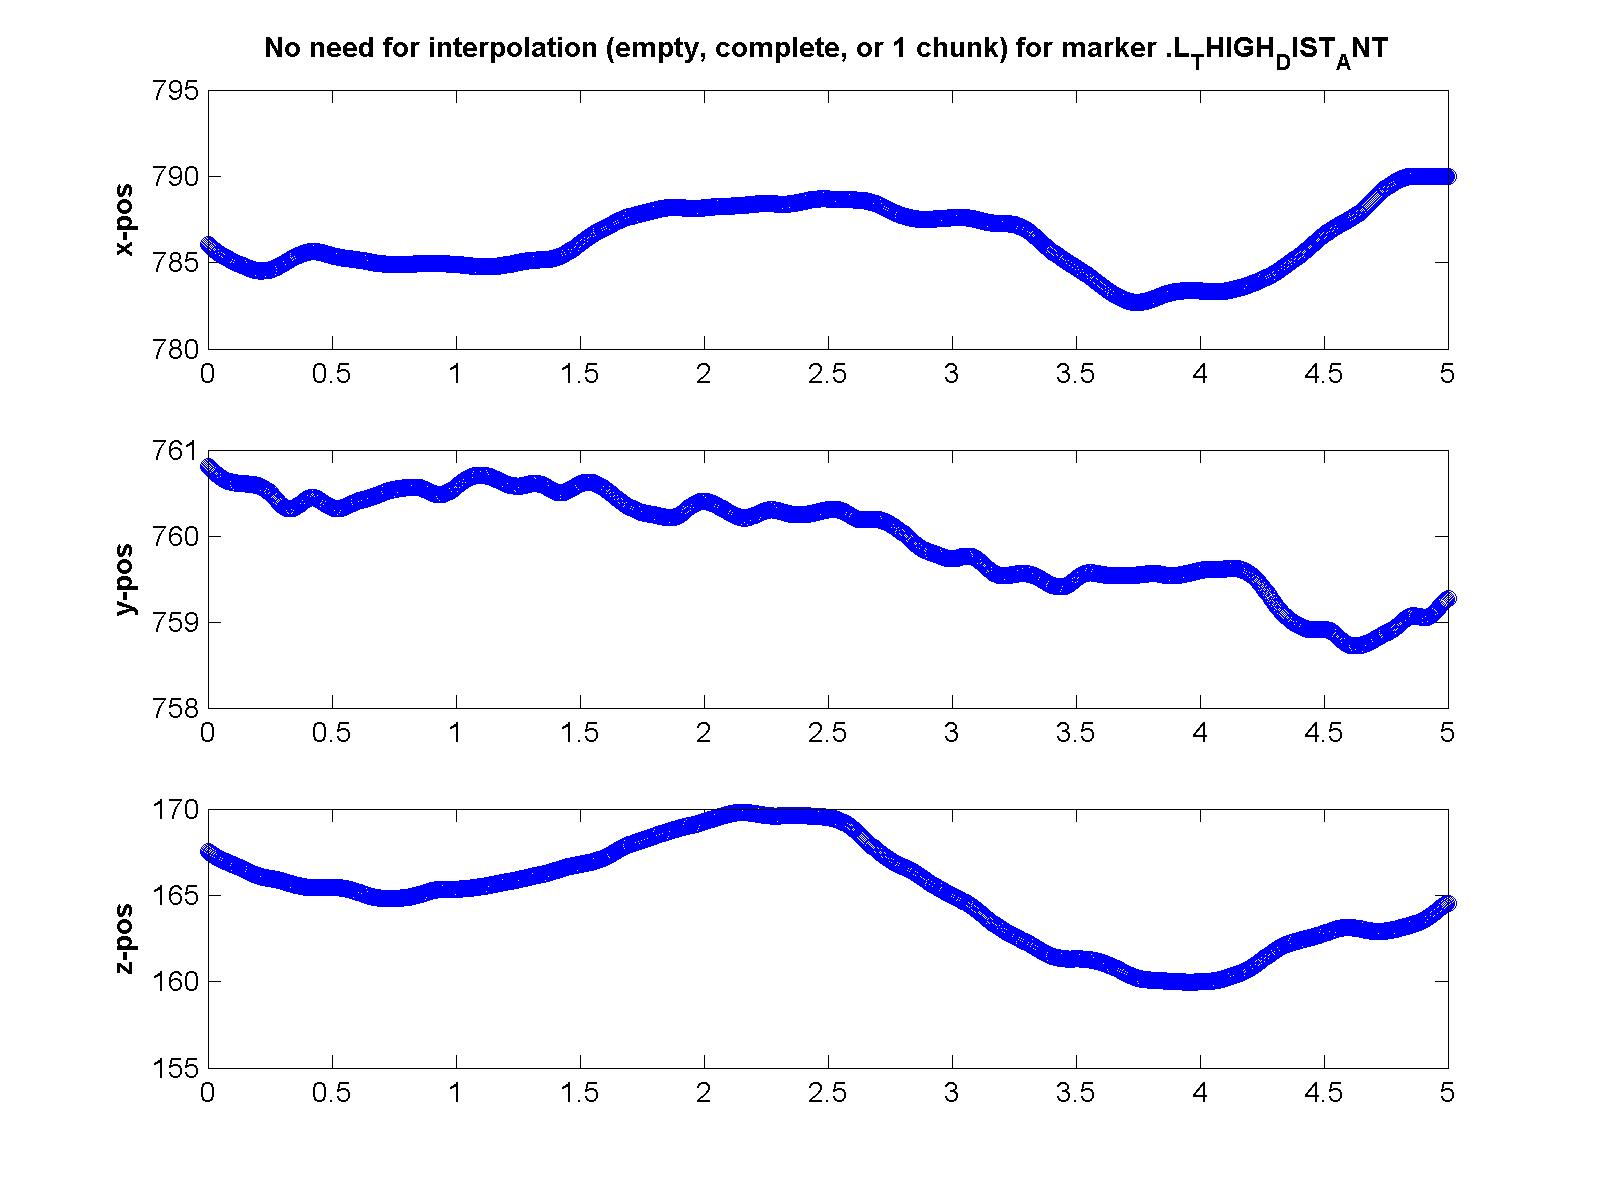 No need for interpolation (empty, complete, or 1 chunk) for marker .L_THIGH_DIST_ANT
795
790
785
780
x-pos
0 0.5 1 1.5 2 2.5 3 3.5 4 4.5 5
761
760
759
758
y-pos
0 0.5 1 1.5 2 2.5 3 3.5 4 4.5 5
170
165
160
155
z-pos
0 0.5 1 1.5 2 2.5 3 3.5 4 4.5 5